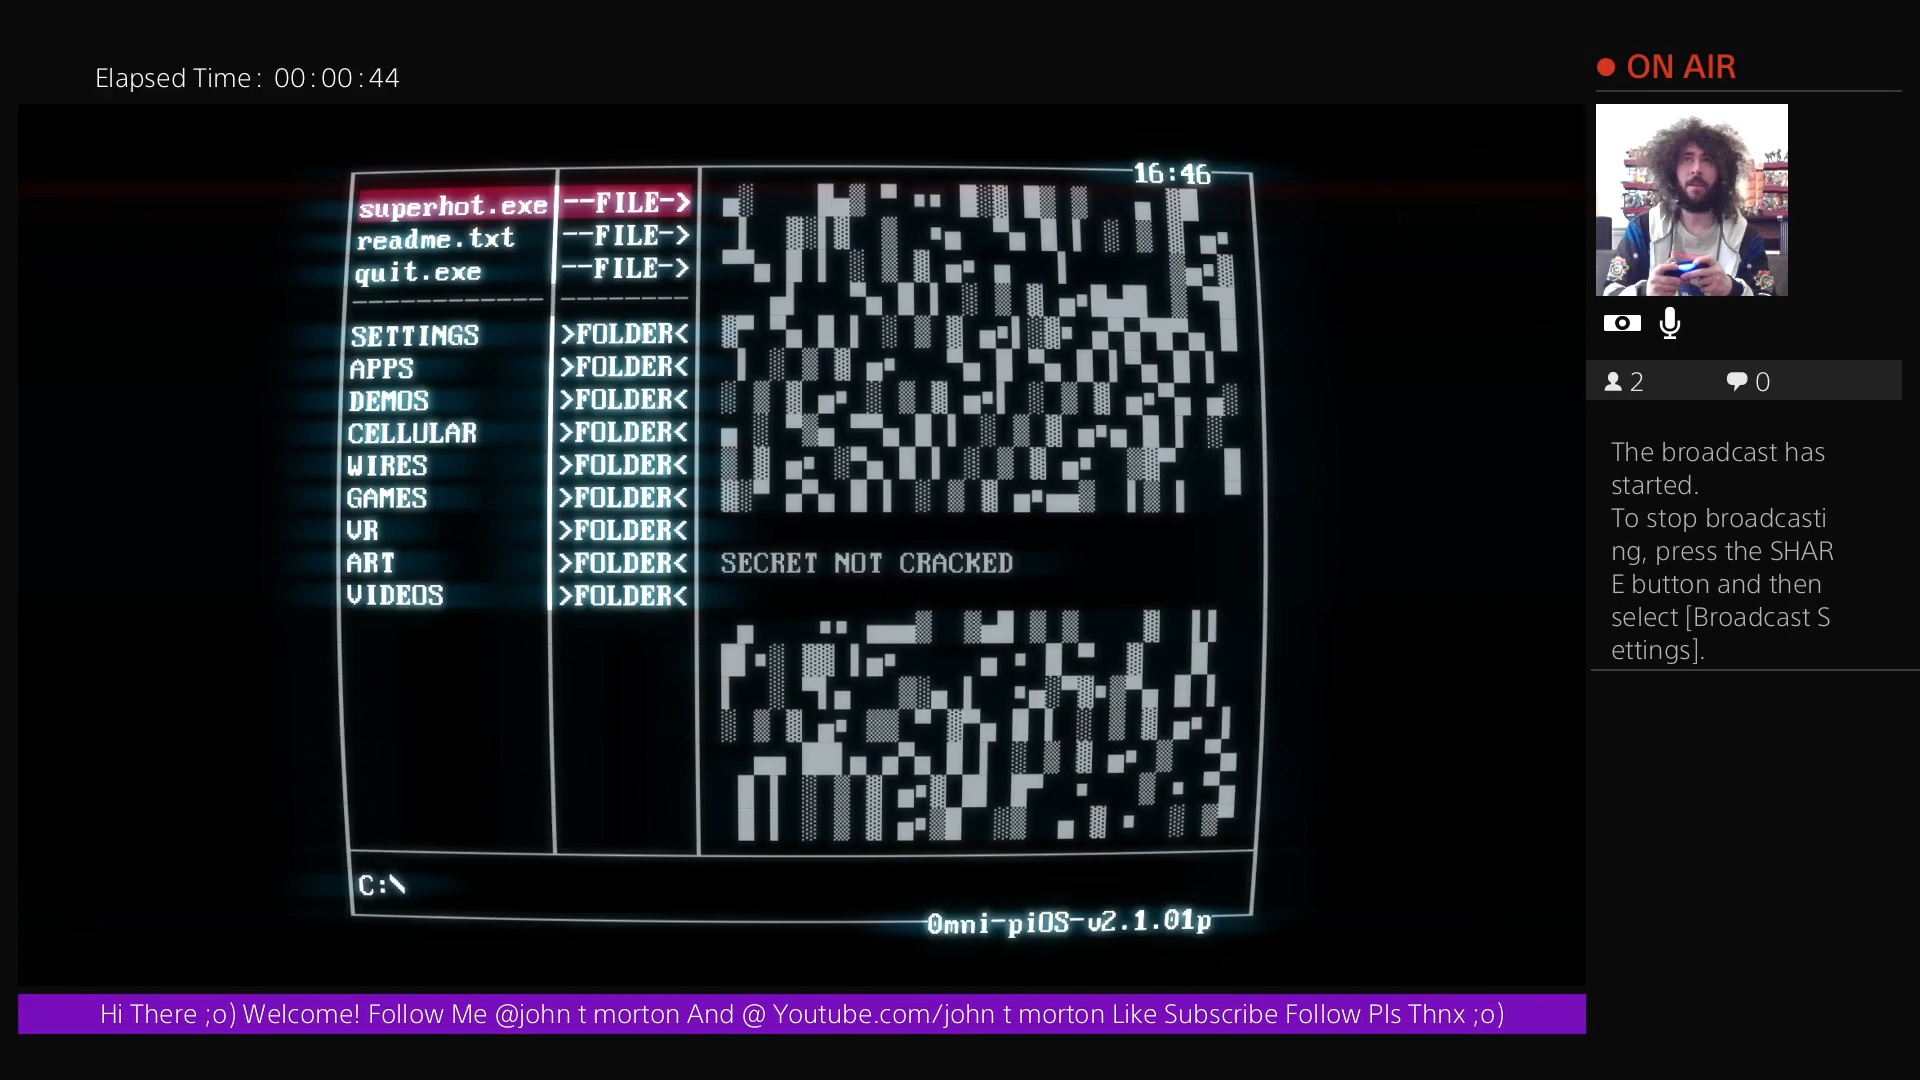 Elapsed Time: 00:00:44
ON AIR
16:46
superhot.exe --FILE->
readme.txt --FILE->
quit.exe --FILE->
SETTINGS >FOLDER<
APPS >FOLDER<
DEMOS >FOLDER<
CELLULAR >FOLDER<
WIRES >FOLDER<
GAMES >FOLDER<
VR >FOLDER<
ART >FOLDER<
VIDEOS >FOLDER<
SECRET NOT CRACKED
C:\
0mni-piOS-v2.1.01p
2 0
The broadcast has
started.
To stop broadcasti
ng, press the SHAR
E button and then
select [Broadcast S
ettings].
Hi There ;o) Welcome! Follow Me @john t morton And @ Youtube.com/john t morton Like Subscribe Follow Pls Thnx ;o)